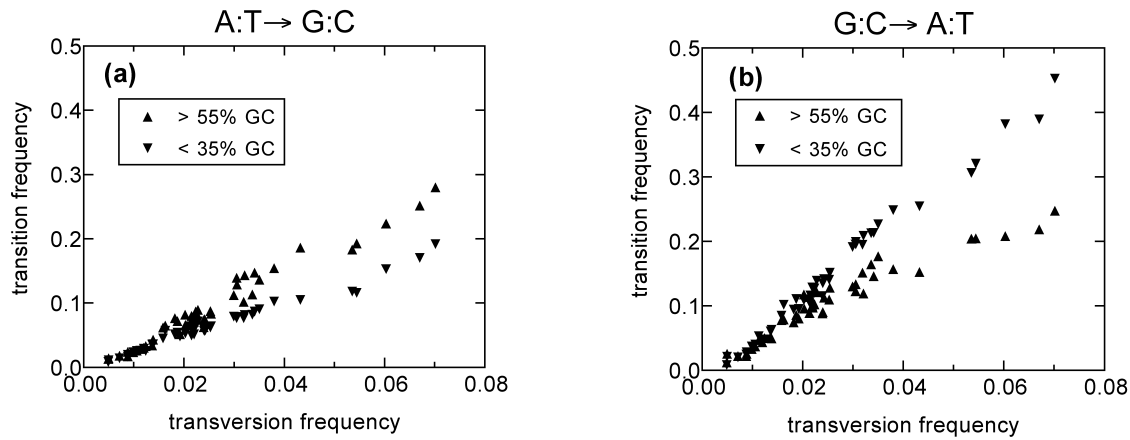 A:T→ G:C
(a)
▲ > 55% GC
▼ < 35% GC
transition frequency
0.5
0.4
0.3
0.2
0.1
0.0
0.00 0.02 0.04 0.06 0.08
transversion frequency
G:C→ A:T
(b)
▲ > 55% GC
▼ < 35% GC
transition frequency
0.5
0.4
0.3
0.2
0.1
0.0
0.00 0.02 0.04 0.06 0.08
transversion frequency